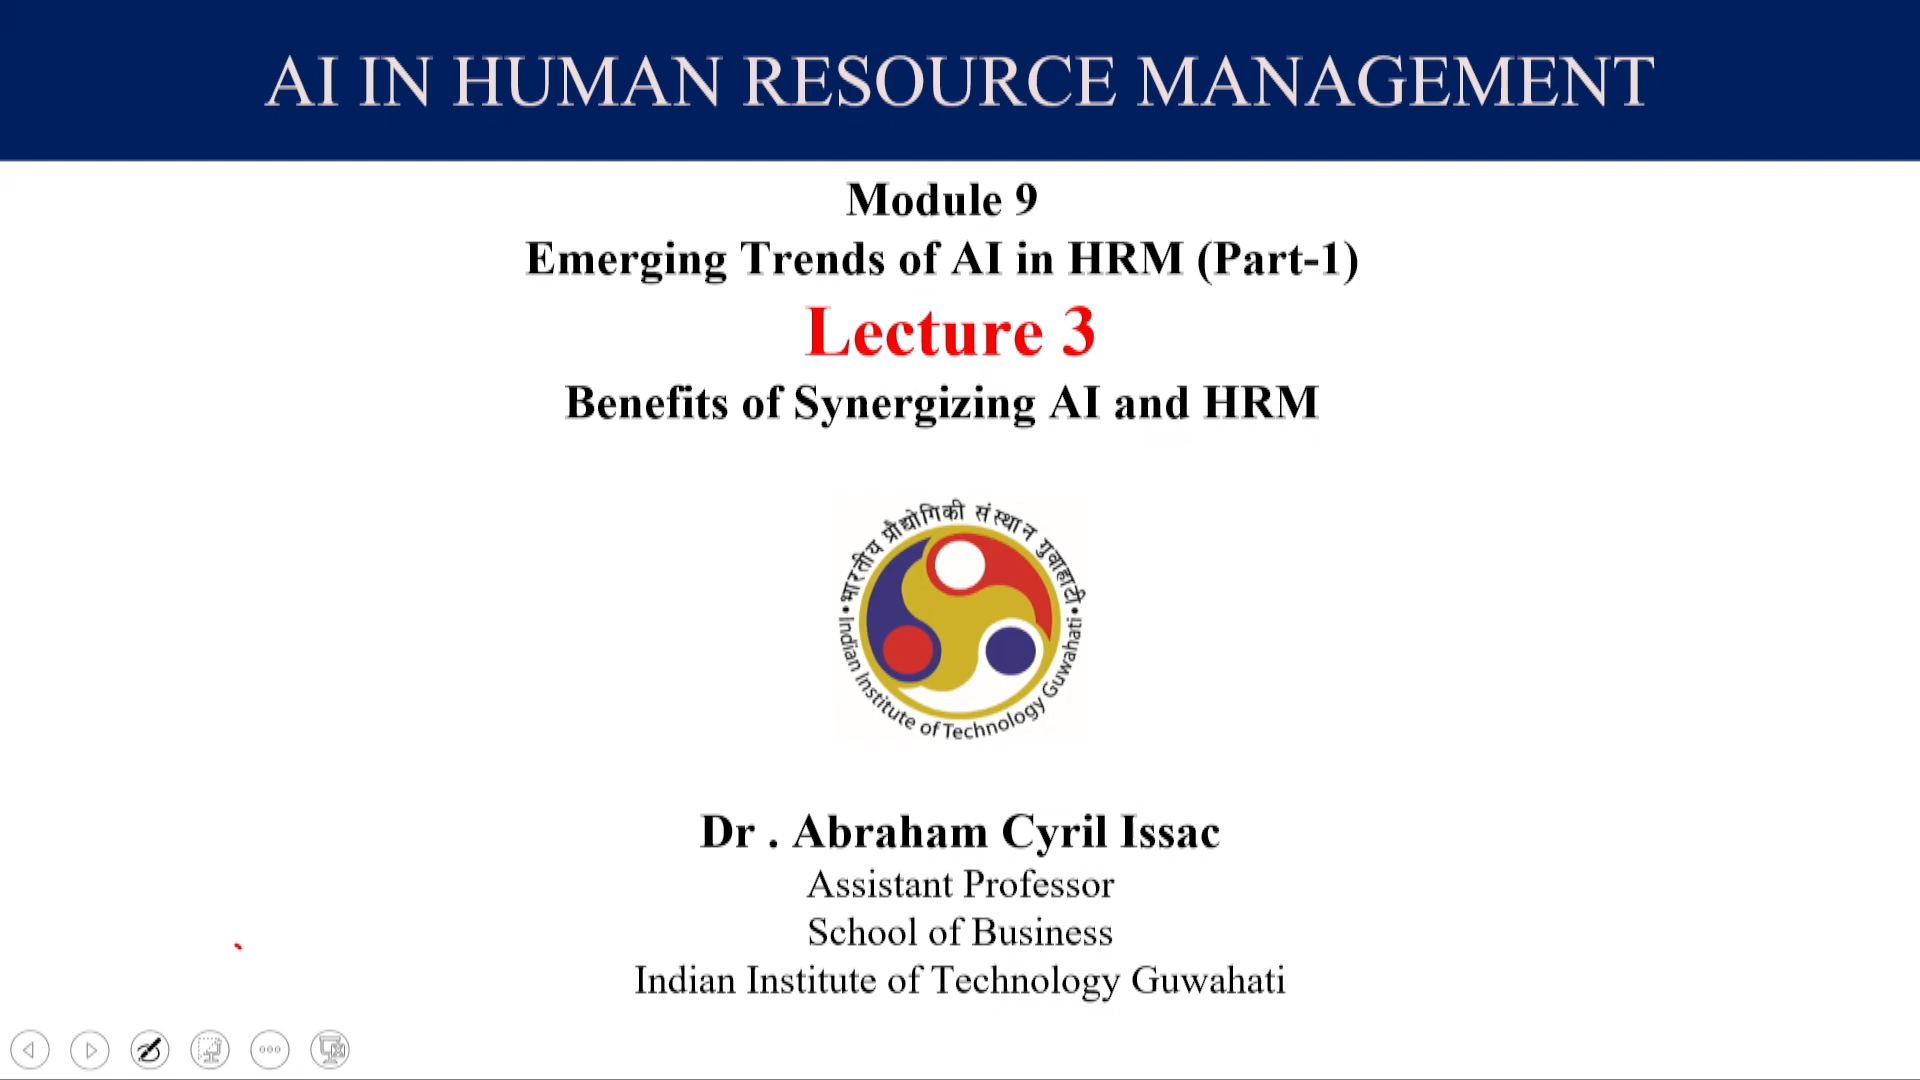 AI IN HUMAN RESOURCE MANAGEMENT
Module 9
Emerging Trends of AI in HRM (Part-1)
Lecture 3
Benefits of Synergizing AI and HRM
भारतीय प्रौद्योगिकी संस्थान गुवाहाटी
Indian Institute of Technology Guwahati
Dr . Abraham Cyril Issac
Assistant Professor
School of Business
Indian Institute of Technology Guwahati